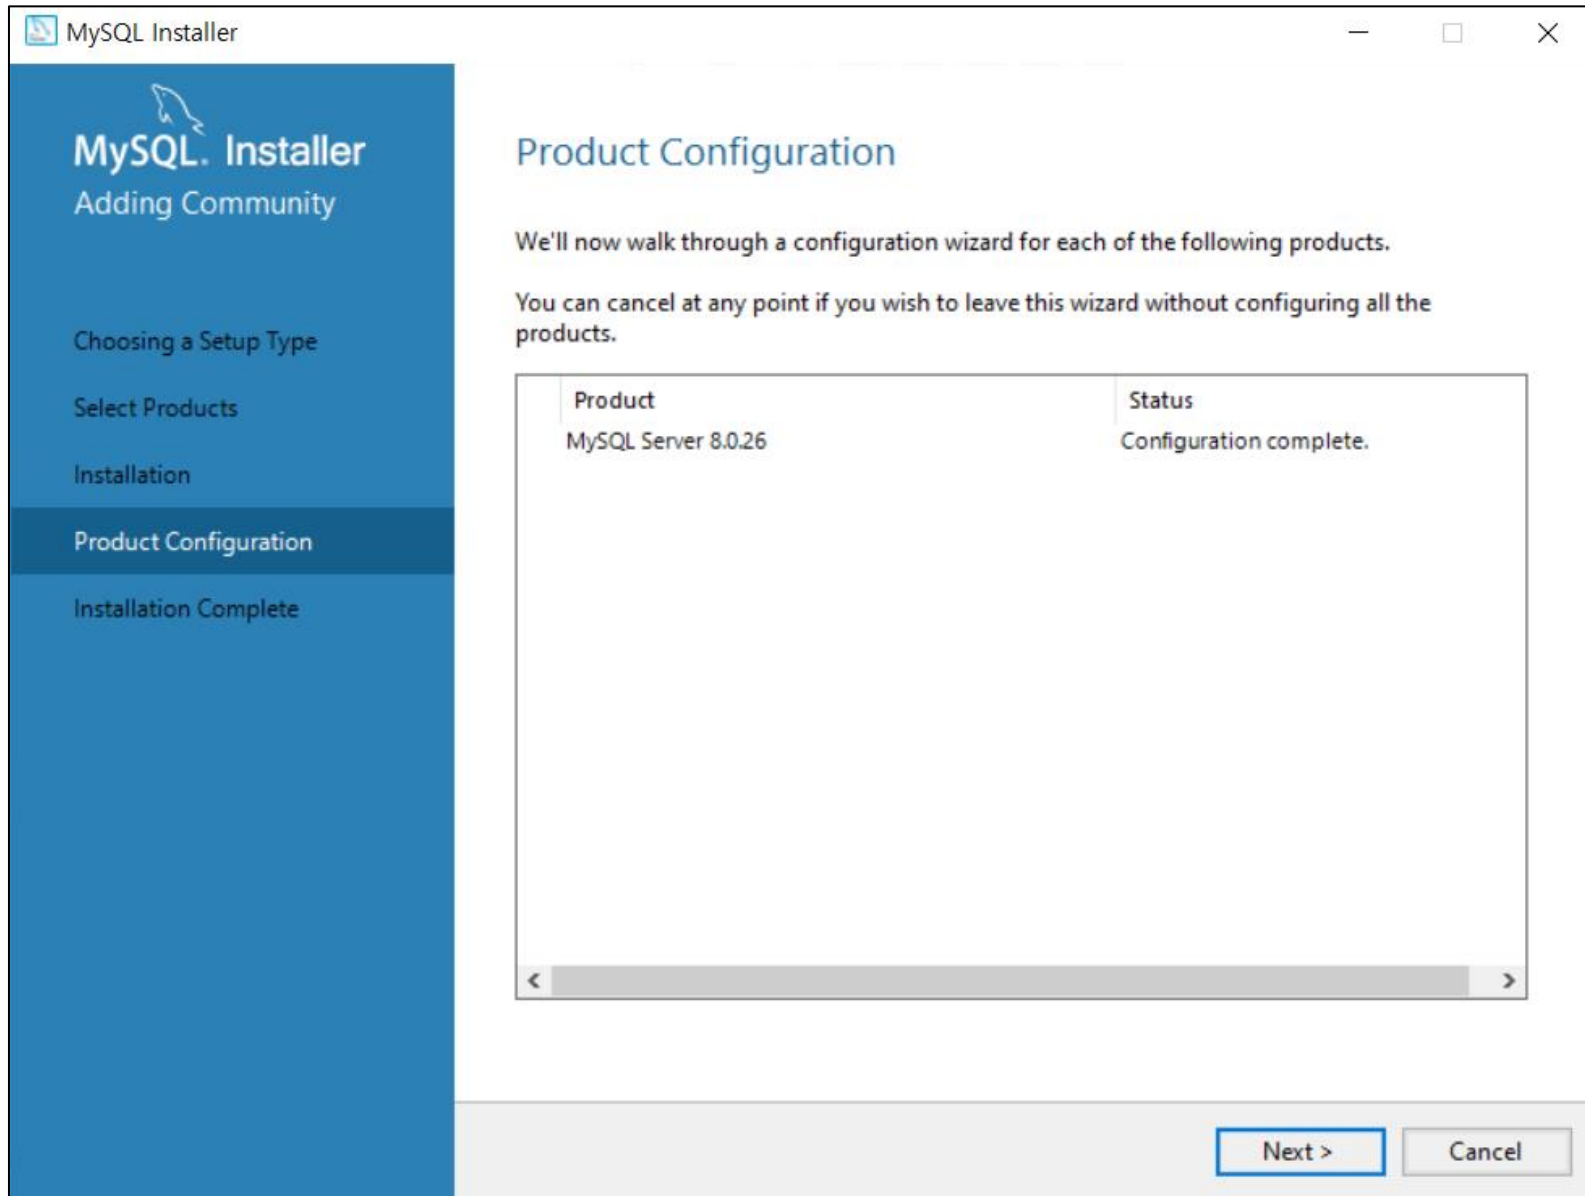 MySQL Installer
MySQL. Installer
Adding Community
Choosing a Setup Type
Select Products
Installation
Product Configuration
Installation Complete
Product Configuration
We'll now walk through a configuration wizard for each of the following products.
You can cancel at any point if you wish to leave this wizard without configuring all the
products.
Product Status
MySQL Server 8.0.26 Configuration complete.
Next > Cancel